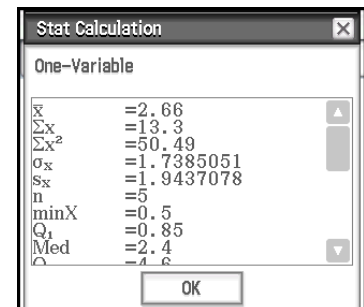 Stat Calculation
One-Variable
x̄ =2.66
Σx =13.3
Σx² =50.49
σₓ =1.7385051
sₓ =1.9437078
n =5
minX =0.5
Q₁ =0.85
Med =2.4
OK